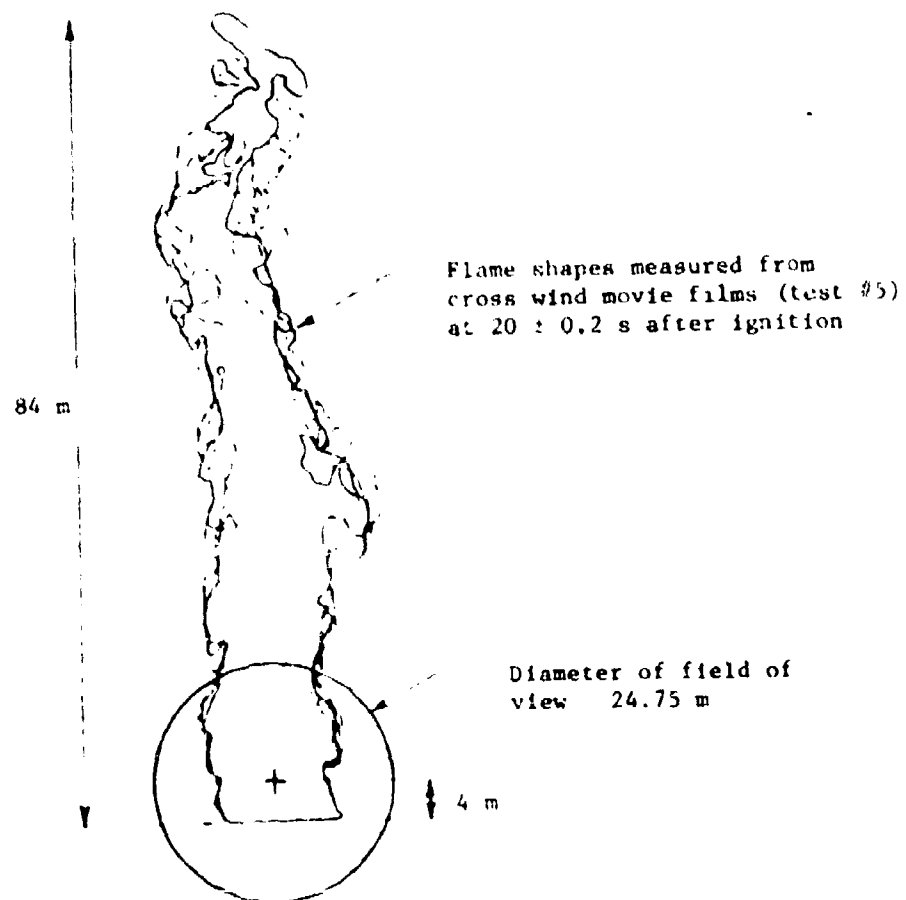 Flame shapes measured from
cross wind movie films (test #5)
at 20 ± 0.2 s after ignition
84 m
Diameter of field of
view 24.75 m
4 m